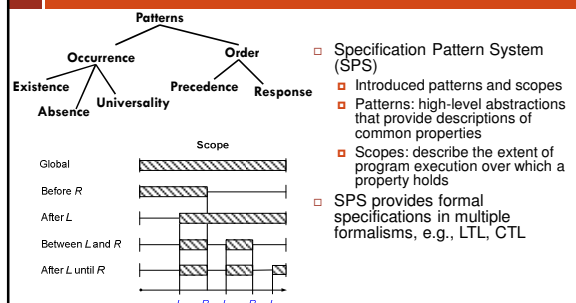 Patterns
Occurrence
Order
Existence
Absence
Universality
Precedence
Response
Scope
Global
Before R
After L
Between L and R
After L until R
Specification Pattern System
(SPS)
Introduced patterns and scopes
Patterns: high-level abstractions
that provide descriptions of
common properties
Scopes: describe the extent of
program execution over which a
property holds
SPS provides formal
specifications in multiple
formalisms, e.g., LTL, CTL